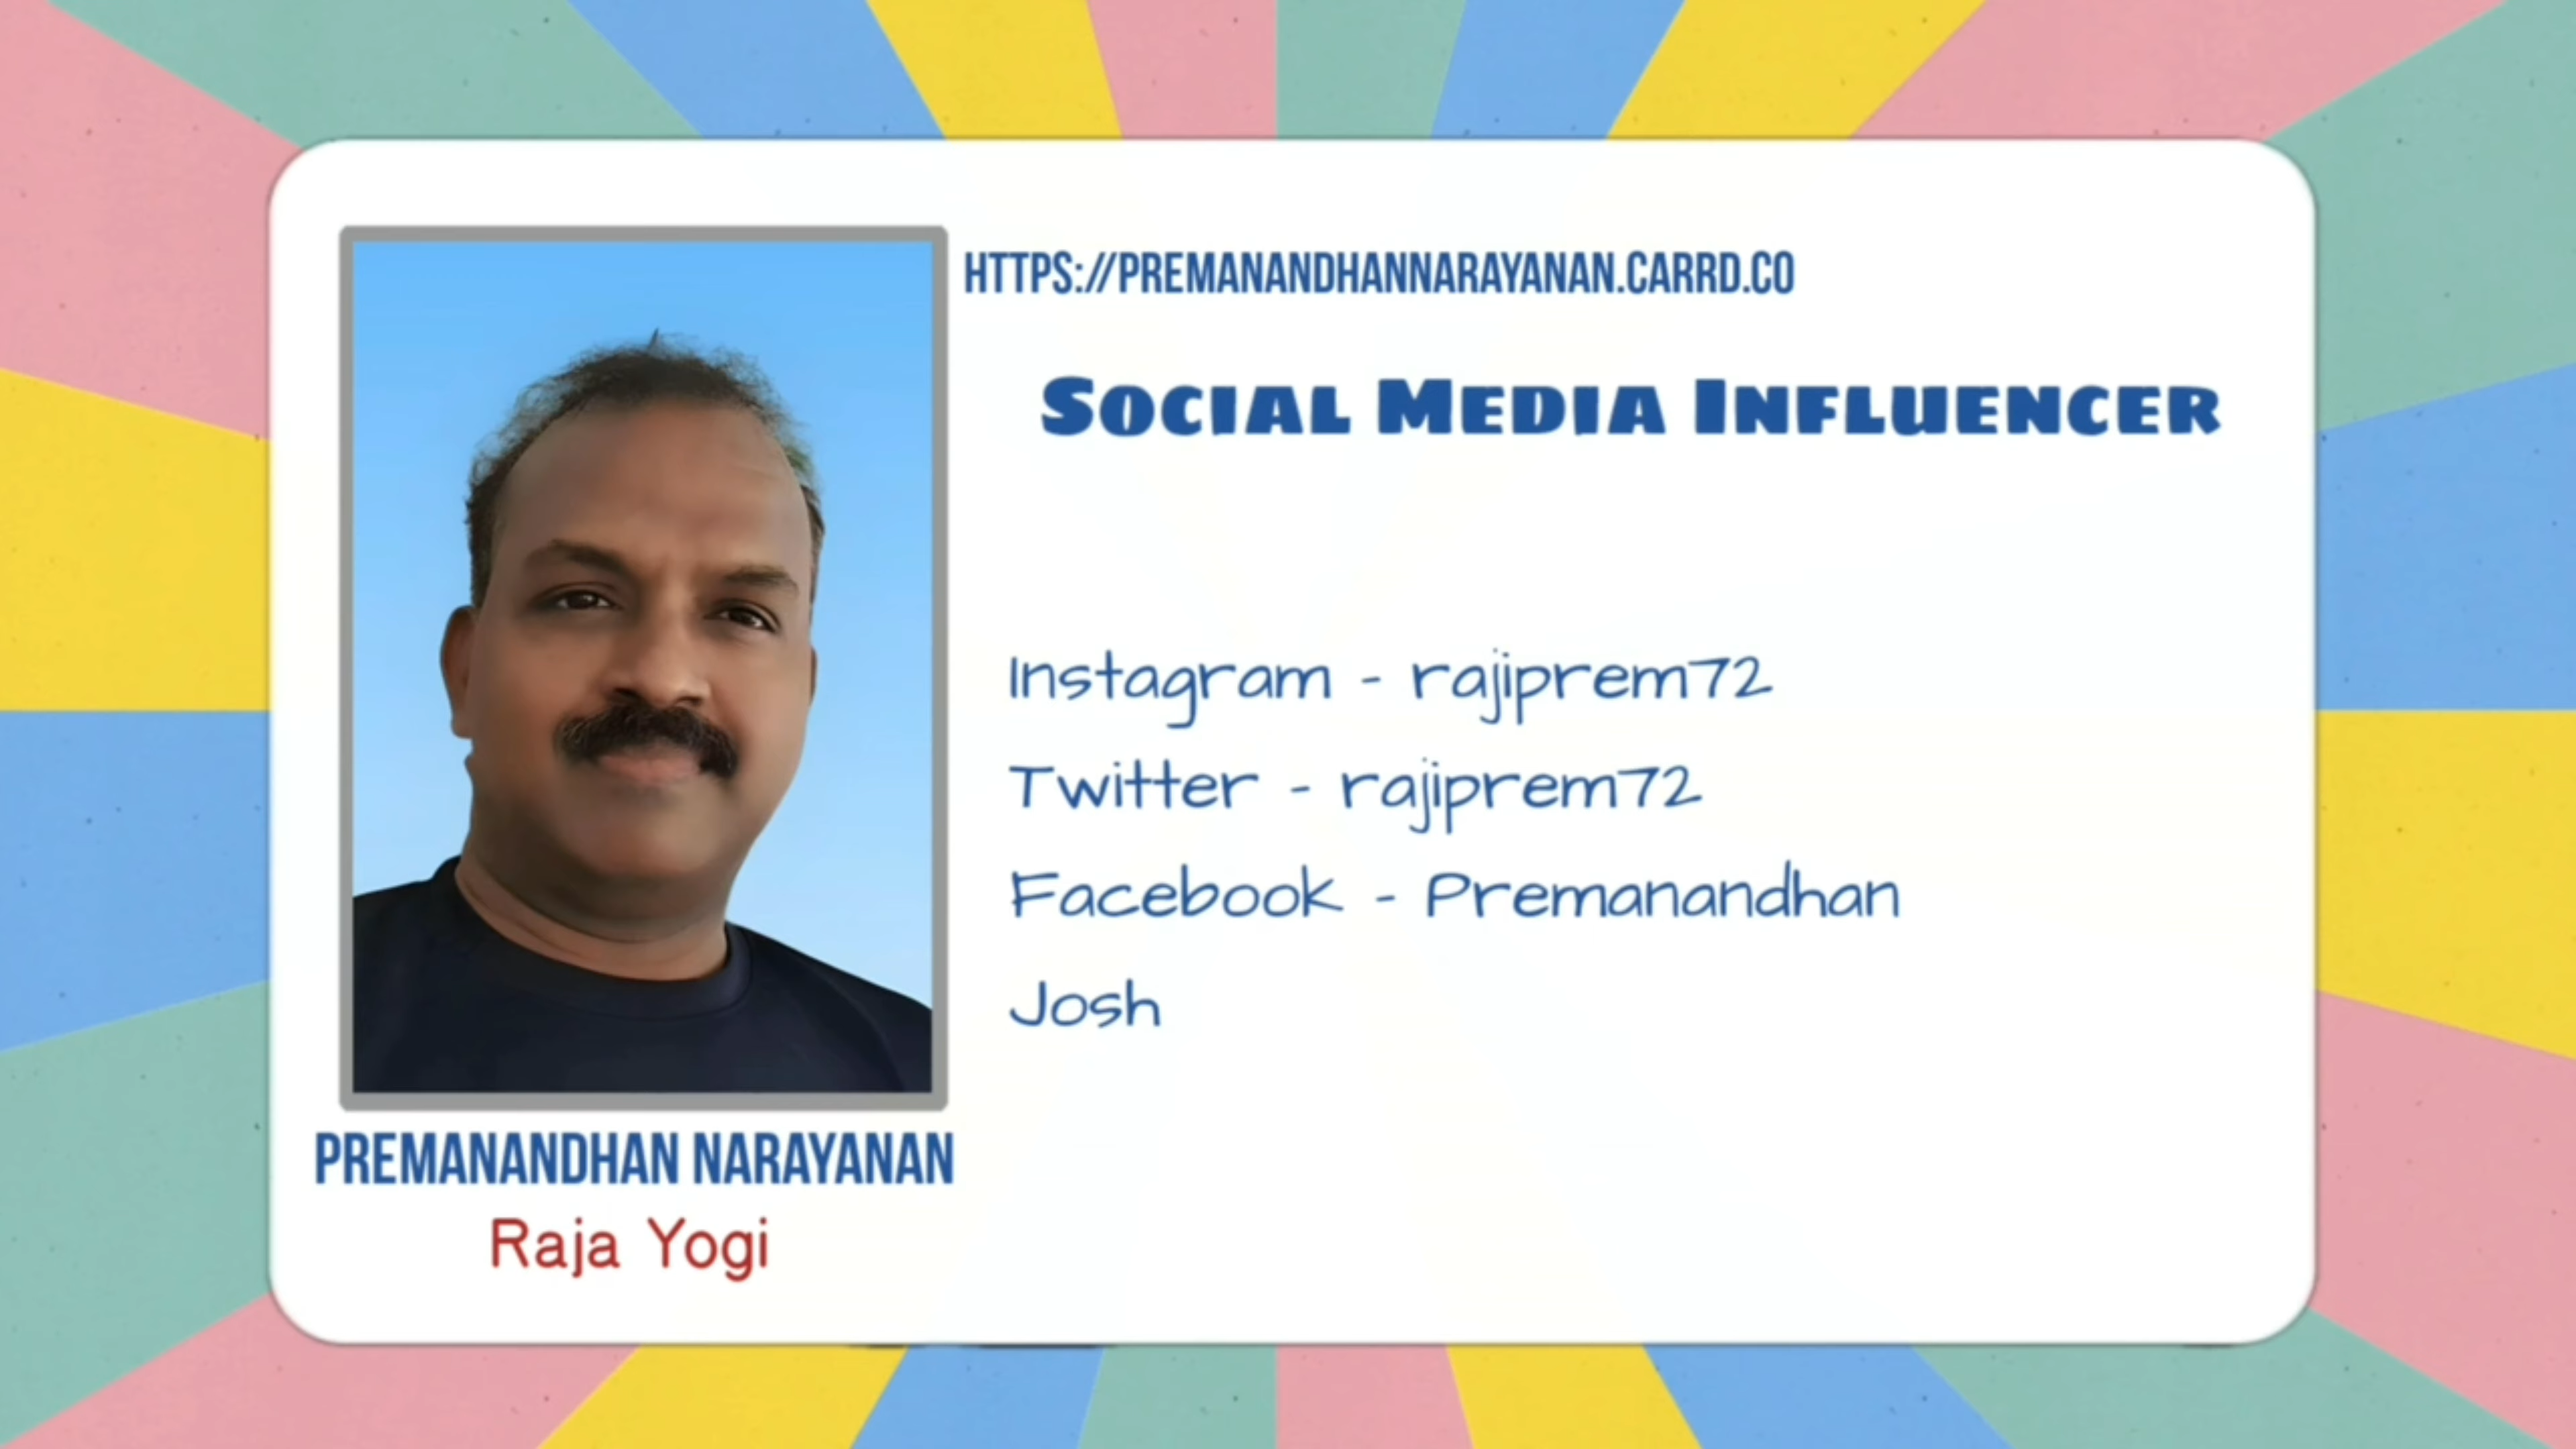 HTTPS://PREMANANDHANNARAYANAN.CARRD.CO
Social Media Influencer
Instagram - rajiprem72
Twitter - rajiprem72
Facebook - Premanandhan
Josh
PREMANANDHAN NARAYANAN
Raja Yogi